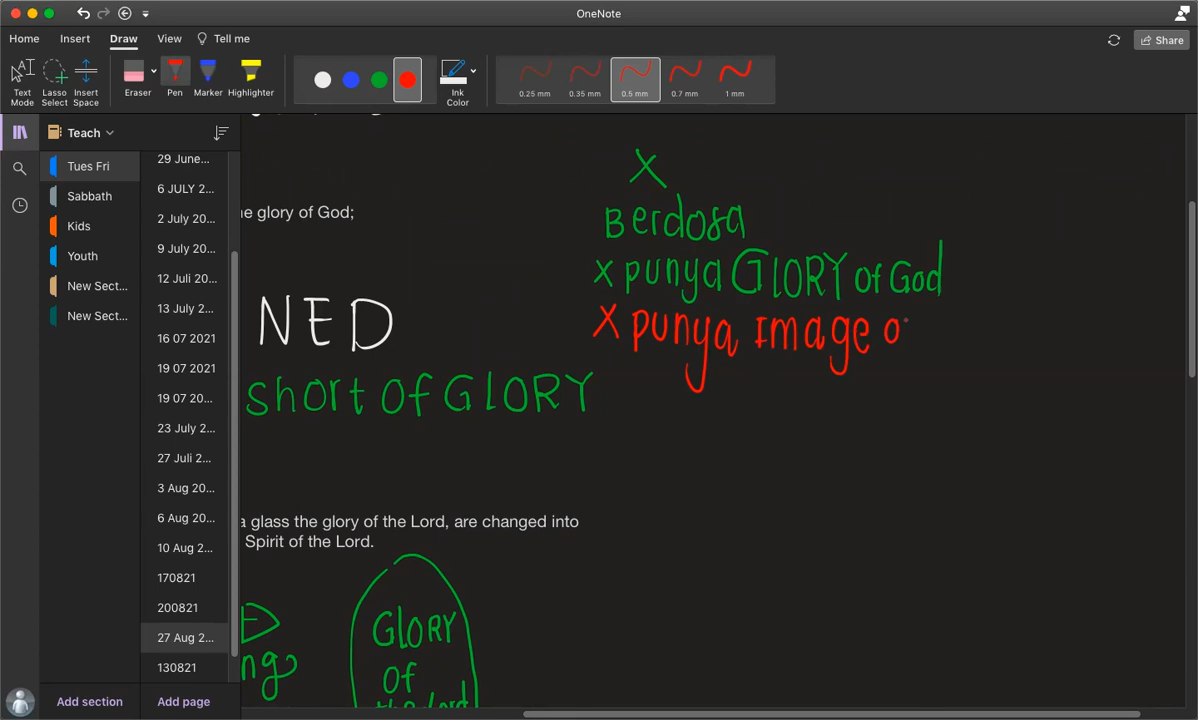 OneNote
Home Insert Draw View Tell me
Share
Text Mode
Lasso Select
Insert Space
Eraser
Pen
Marker
Highlighter
Ink Color
0.25 mm
0.35 mm
0.5 mm
0.7 mm
1 mm
Teach
Tues Fri
Sabbath
Kids
Youth
New Sect...
New Sect...
29 June...
6 JULY 2...
2 July 20...
9 July 20...
12 Juli 20...
13 July 2...
16 07 2021
19 07 2021
19 07 20...
23 July 2...
27 Juli 2...
3 Aug 20...
6 Aug 20...
10 Aug 2...
170821
200821
27 Aug 2...
130821
Add section
Add page
X
Berdosa
X punya GLORY of God
X punya Image o
e glory of God;
NED
short of GLORY
a glass the glory of the Lord, are changed into
Spirit of the Lord.
ng
GLORY
of
the Lord